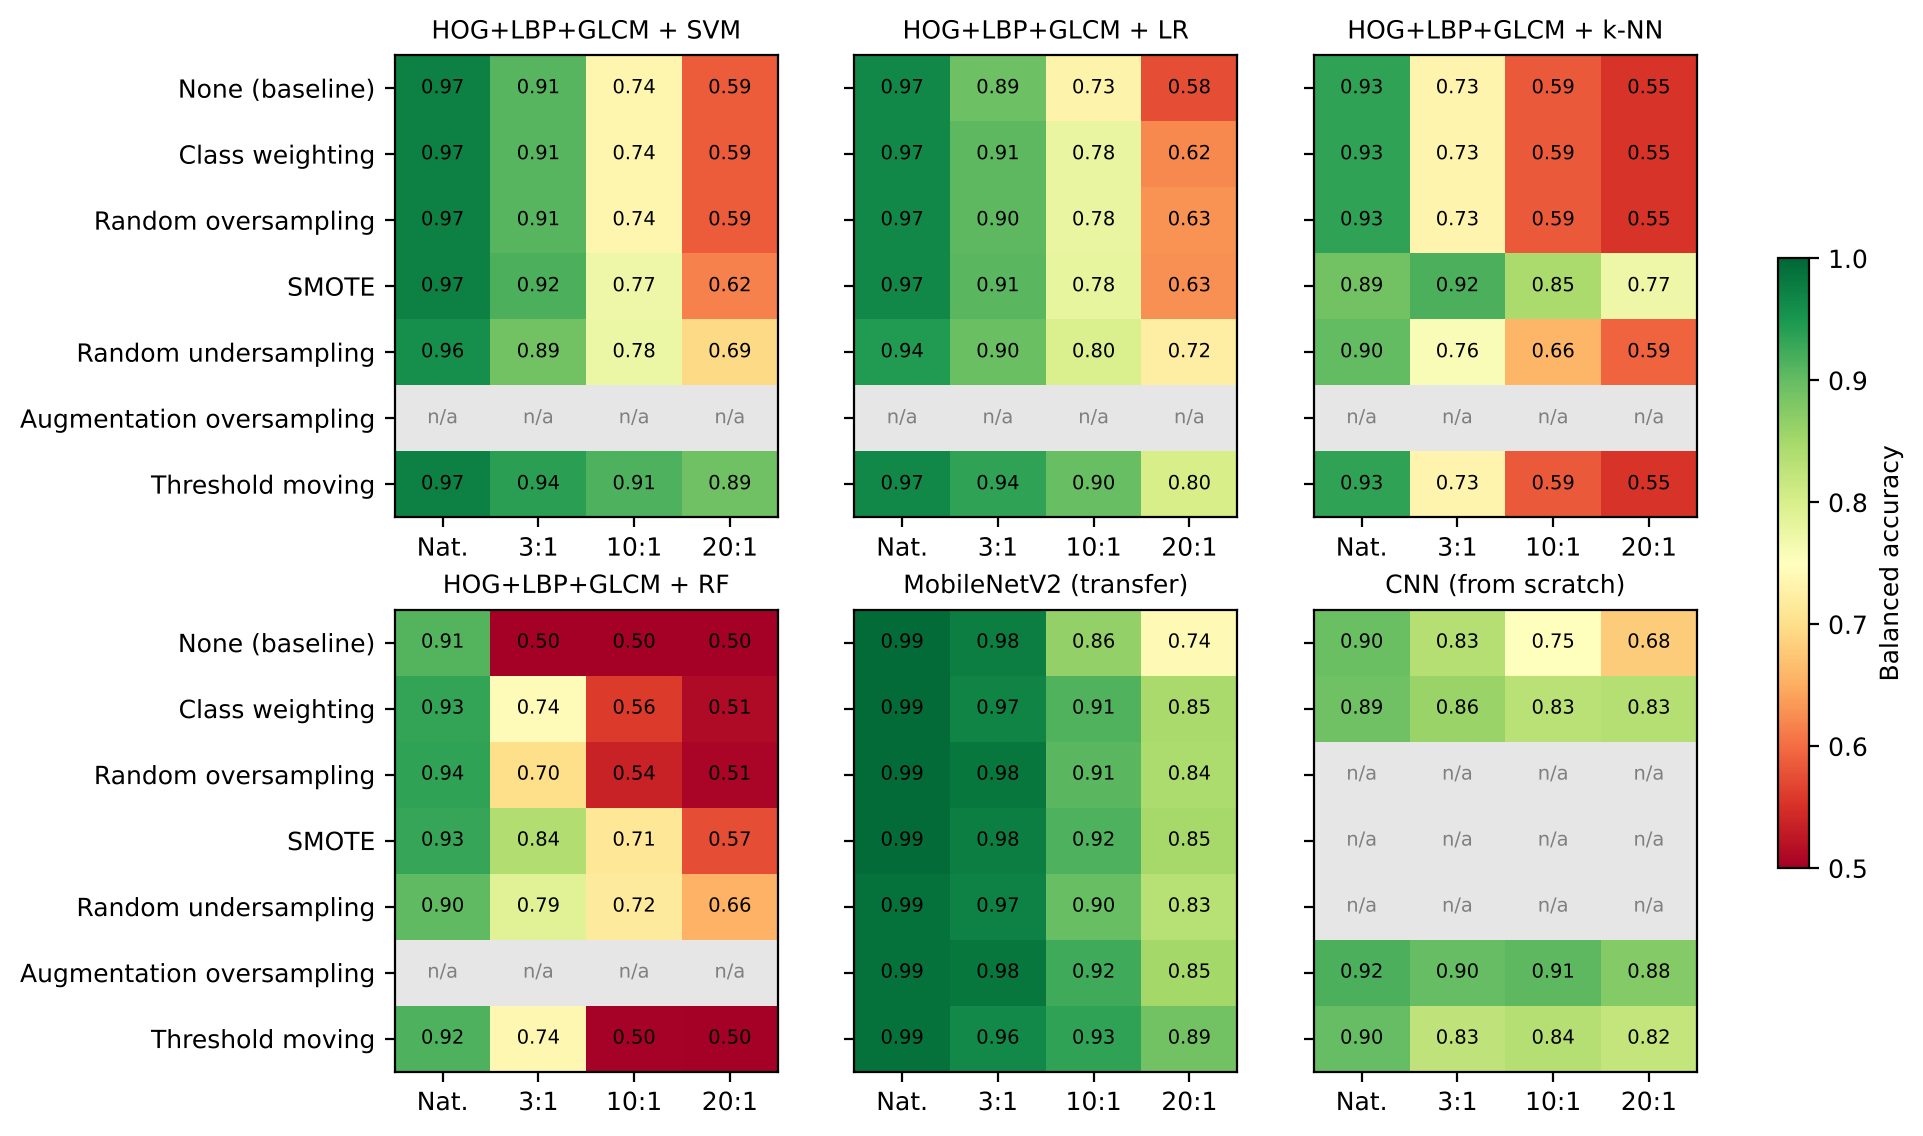 HOG+LBP+GLCM + SVM
HOG+LBP+GLCM + LR
HOG+LBP+GLCM + k-NN
None (baseline) 0.97 0.91 0.74 0.59 0.97 0.89 0.73 0.58 0.93 0.73 0.59 0.55
Class weighting 0.97 0.91 0.74 0.59 0.97 0.91 0.78 0.62 0.93 0.73 0.59 0.55
Random oversampling 0.97 0.91 0.74 0.59 0.97 0.90 0.78 0.63 0.93 0.73 0.59 0.55
SMOTE 0.97 0.92 0.77 0.62 0.97 0.91 0.78 0.63 0.89 0.92 0.85 0.77
Random undersampling 0.96 0.89 0.78 0.69 0.94 0.90 0.80 0.72 0.90 0.76 0.66 0.59
Augmentation oversampling n/a n/a n/a n/a n/a n/a n/a n/a n/a n/a n/a n/a
Threshold moving 0.97 0.94 0.91 0.89 0.97 0.94 0.90 0.80 0.93 0.73 0.59 0.55
Nat. 3:1 10:1 20:1 Nat. 3:1 10:1 20:1 Nat. 3:1 10:1 20:1
HOG+LBP+GLCM + RF
MobileNetV2 (transfer)
CNN (from scratch)
None (baseline) 0.91 0.50 0.50 0.50 0.99 0.98 0.86 0.74 0.90 0.83 0.75 0.68
Class weighting 0.93 0.74 0.56 0.51 0.99 0.97 0.91 0.85 0.89 0.86 0.83 0.83
Random oversampling 0.94 0.70 0.54 0.51 0.99 0.98 0.91 0.84 n/a n/a n/a n/a
SMOTE 0.93 0.84 0.71 0.57 0.99 0.98 0.92 0.85 n/a n/a n/a n/a
Random undersampling 0.90 0.79 0.72 0.66 0.99 0.97 0.90 0.83 n/a n/a n/a n/a
Augmentation oversampling n/a n/a n/a n/a 0.99 0.98 0.92 0.85 0.92 0.90 0.91 0.88
Threshold moving 0.92 0.74 0.50 0.50 0.99 0.96 0.93 0.89 0.90 0.83 0.84 0.82
Nat. 3:1 10:1 20:1 Nat. 3:1 10:1 20:1 Nat. 3:1 10:1 20:1
1.0
0.9
0.8
0.7
0.6
0.5
Balanced accuracy